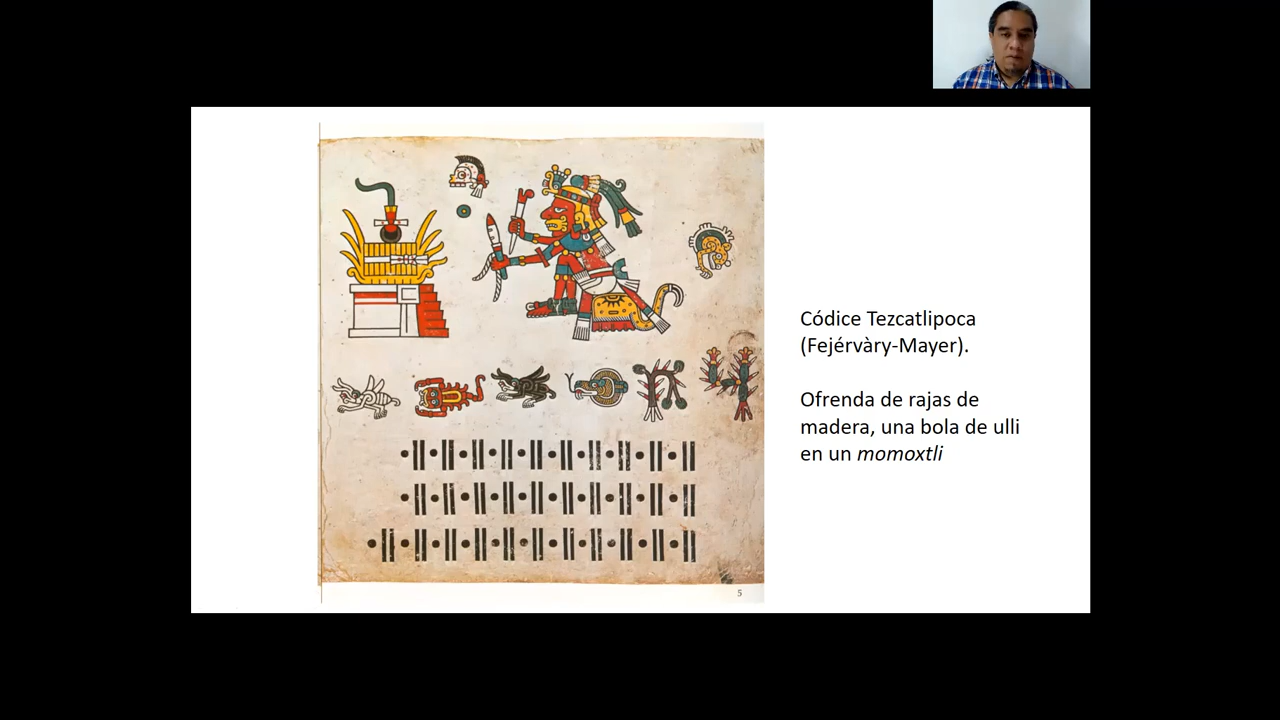 Códice Tezcatlipoca
(Fejérvàry-Mayer).
Ofrenda de rajas de
madera, una bola de ulli
en un momoxtli
5